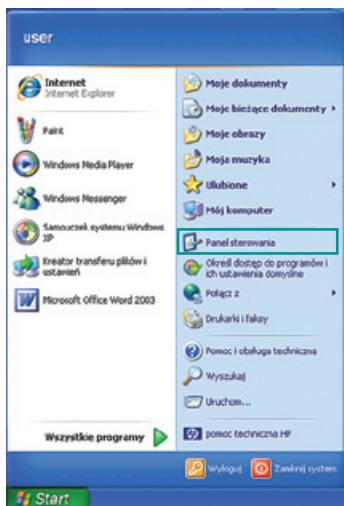 user
Internet
Internet Explorer
Paint
Windows Media Player
Windows Messenger
Samouczek systemu Windows
XP
Kreator transferu plików i
ustawień
Microsoft Office Word 2003
Wszystkie programy
Moje dokumenty
Moje bieżące dokumenty
Moje obrazy
Moja muzyka
Ulubione
Mój komputer
Panel sterowania
Określ dostęp do programów i
ich ustawienia domyślne
Połącz z
Drukarki i faksy
Pomoc i obsługa techniczna
Wyszukaj
Uruchom...
pomoc techniczna HP
Wyloguj
Zamknij system
Start